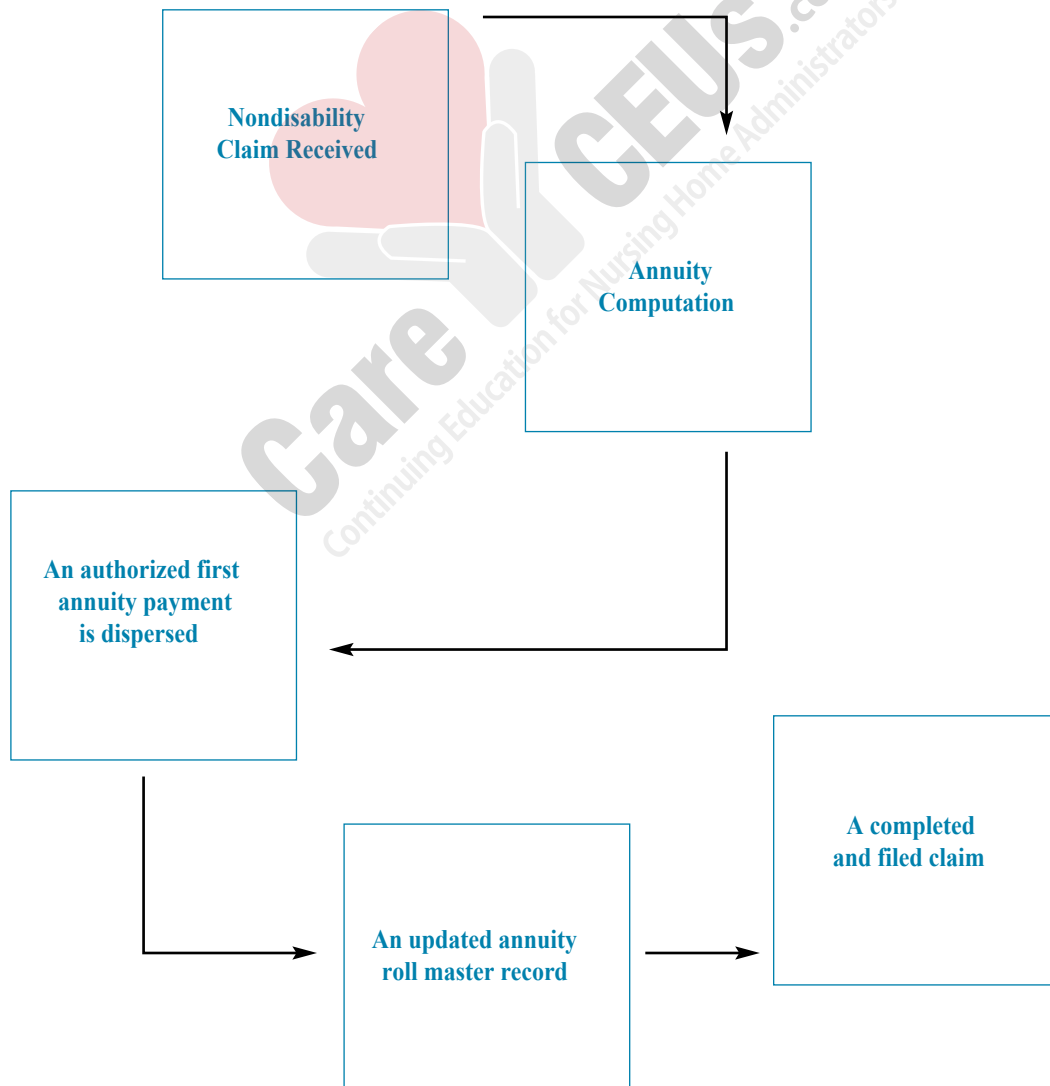 Nondisability
Claim Received
Annuity
Computation
An authorized first
annuity payment
is dispersed
An updated annuity
roll master record
A completed
and filed claim
Care CEUS.co
Continuing Education for Nursing Home Administrators